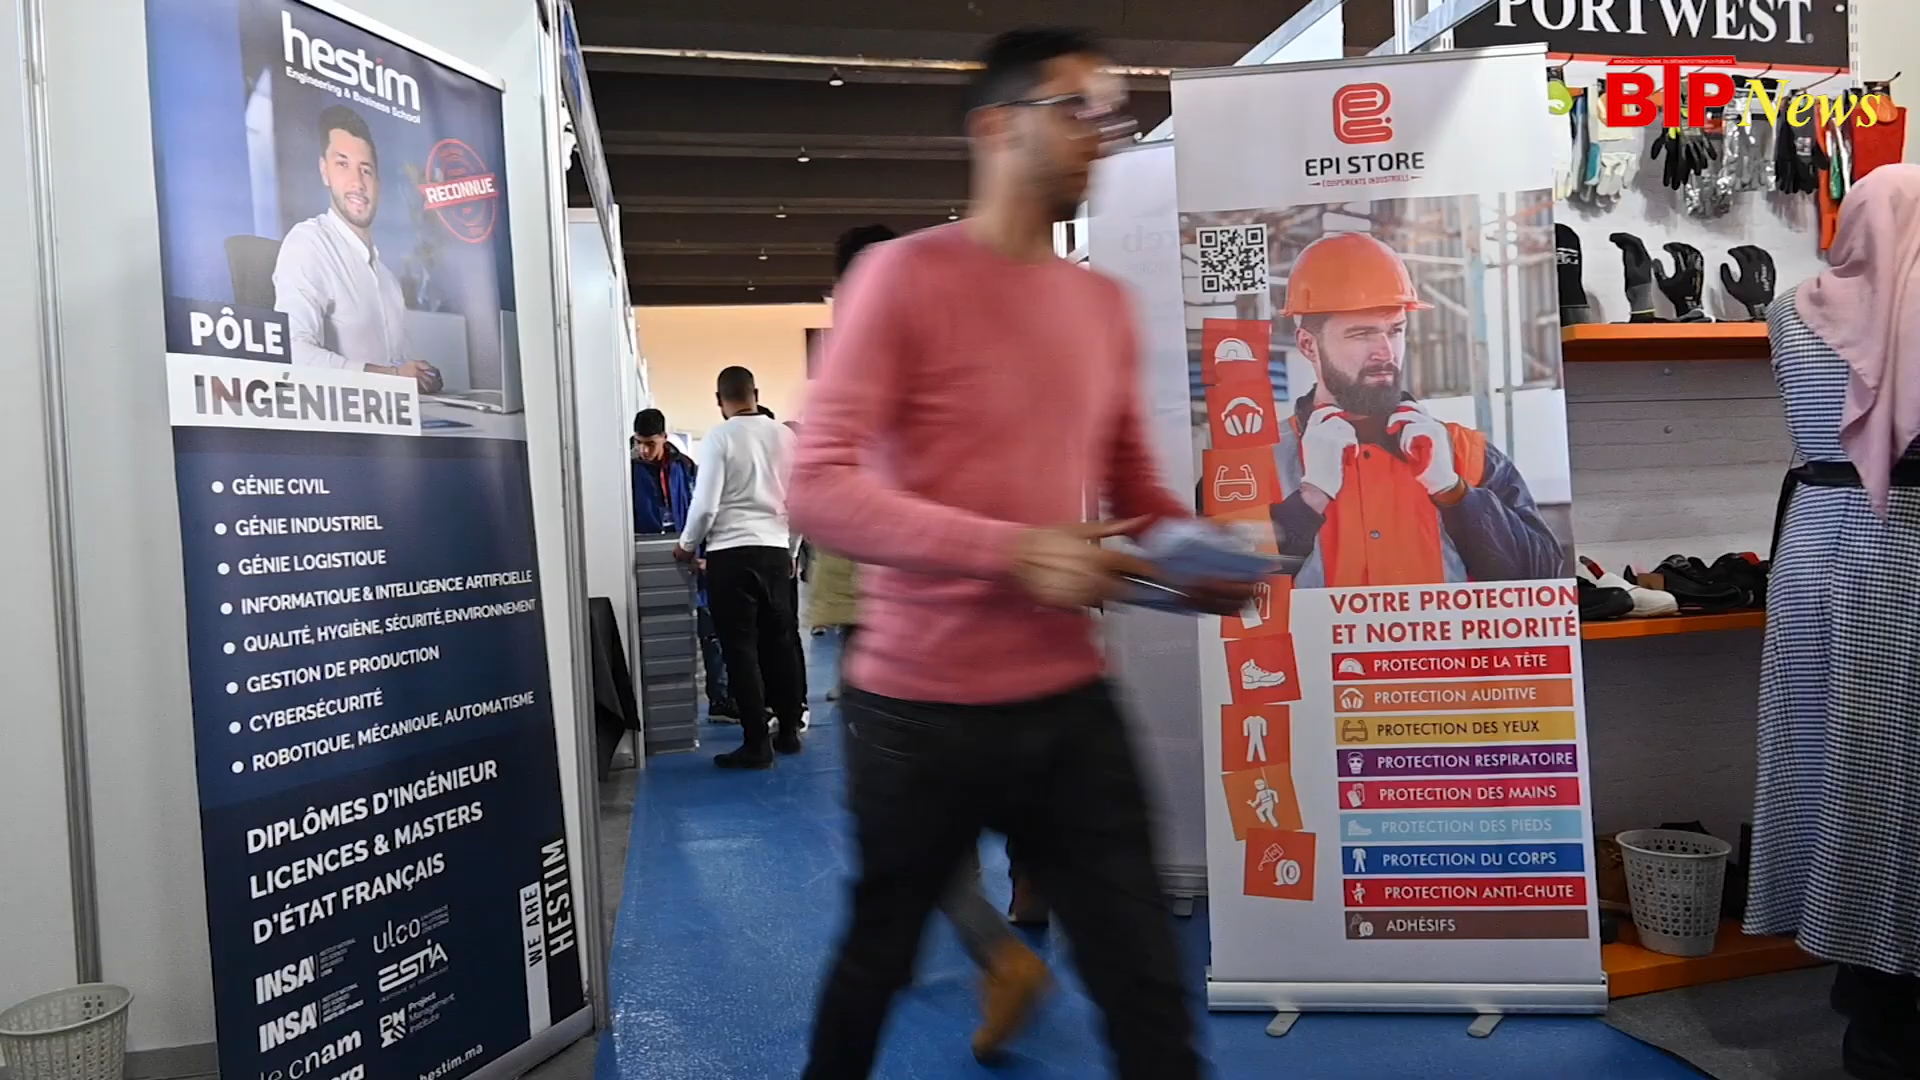 hestim
Engineering & Business School
RECONNUE
PÔLE
INGÉNIERIE
GÉNIE CIVIL
GÉNIE INDUSTRIEL
GÉNIE LOGISTIQUE
INFORMATIQUE & INTELLIGENCE ARTIFICIELLE
QUALITÉ, HYGIÈNE, SÉCURITÉ, ENVIRONNEMENT
GESTION DE PRODUCTION
CYBERSÉCURITÉ
ROBOTIQUE, MÉCANIQUE, AUTOMATISME
DIPLÔMES D'INGÉNIEUR
LICENCES & MASTERS
D'ÉTAT FRANÇAIS
INSA
ulco
ESTIA
INSA
Project
Management
Institute
le cnam
hestim.ma
WE ARE
HESTIM
PORTWEST
BTP News
EPI STORE
ÉQUIPEMENTS INDUSTRIELS
VOTRE PROTECTION
ET NOTRE PRIORITÉ
PROTECTION DE LA TÊTE
PROTECTION AUDITIVE
PROTECTION DES YEUX
PROTECTION RESPIRATOIRE
PROTECTION DES MAINS
PROTECTION DES PIEDS
PROTECTION DU CORPS
PROTECTION ANTI-CHUTE
ADHÉSIFS